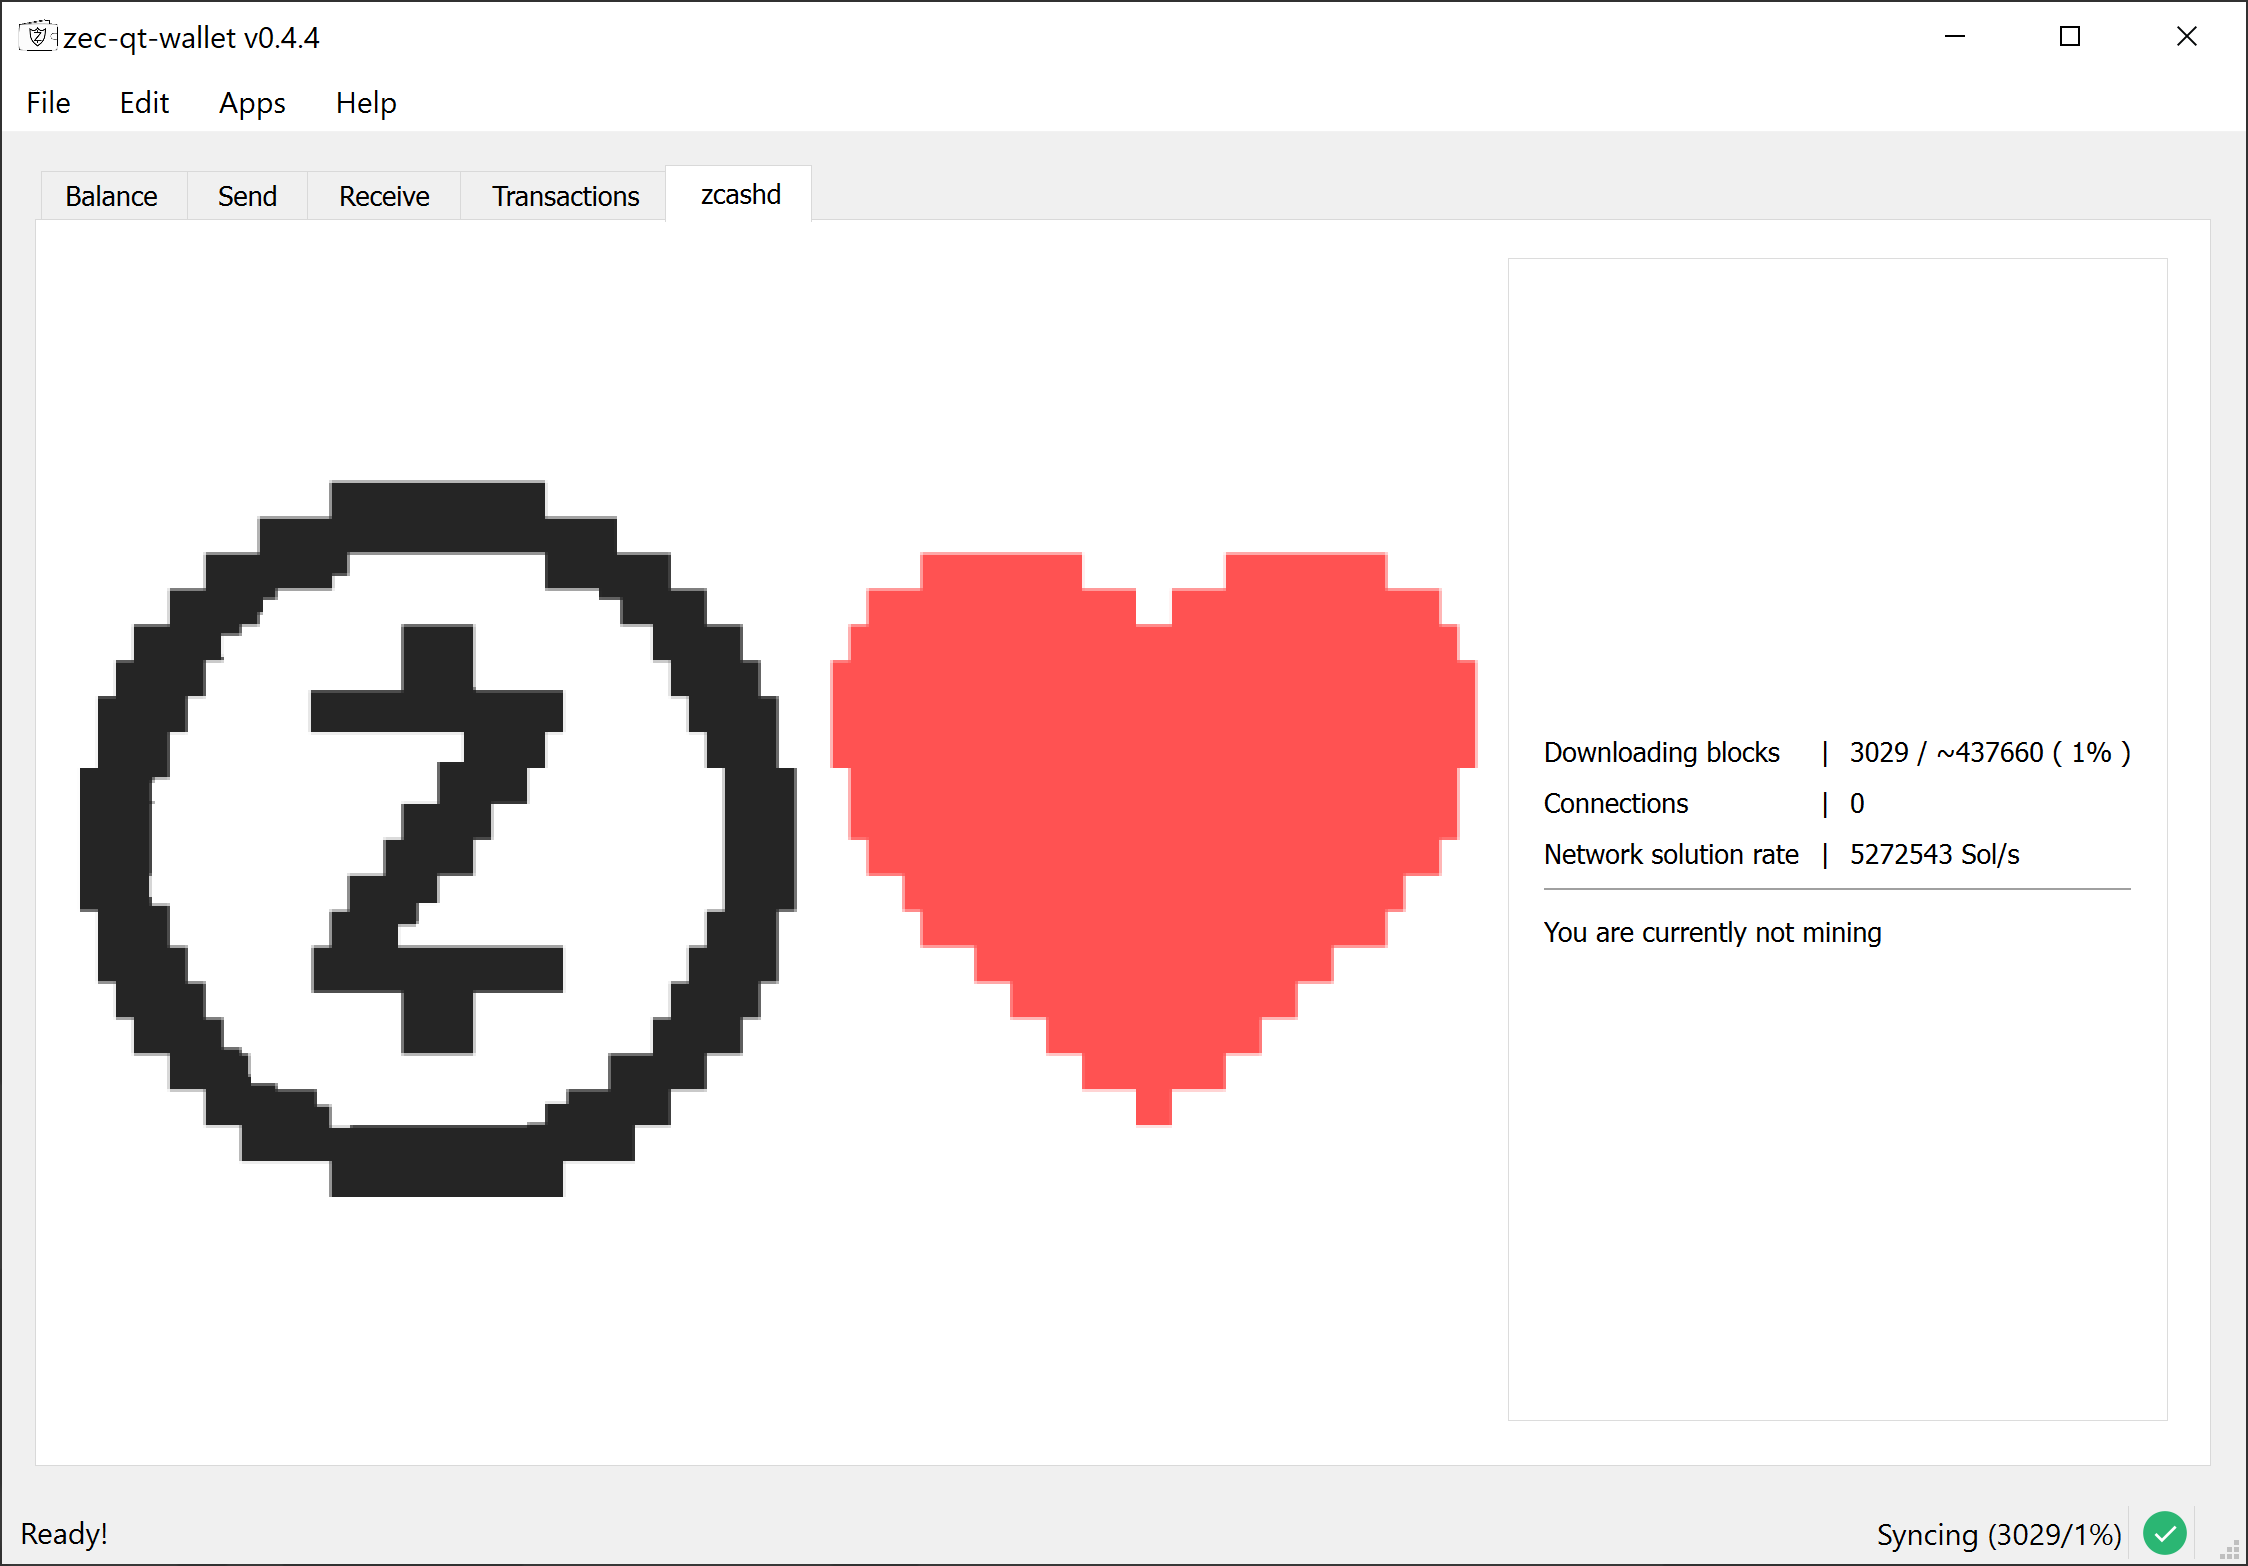 zec-qt-wallet v0.4.4
File Edit Apps Help
Balance Send Receive Transactions zcashd
Downloading blocks | 3029 / ~437660 ( 1% )
Connections | 0
Network solution rate | 5272543 Sol/s
You are currently not mining
Ready! Syncing (3029/1%)